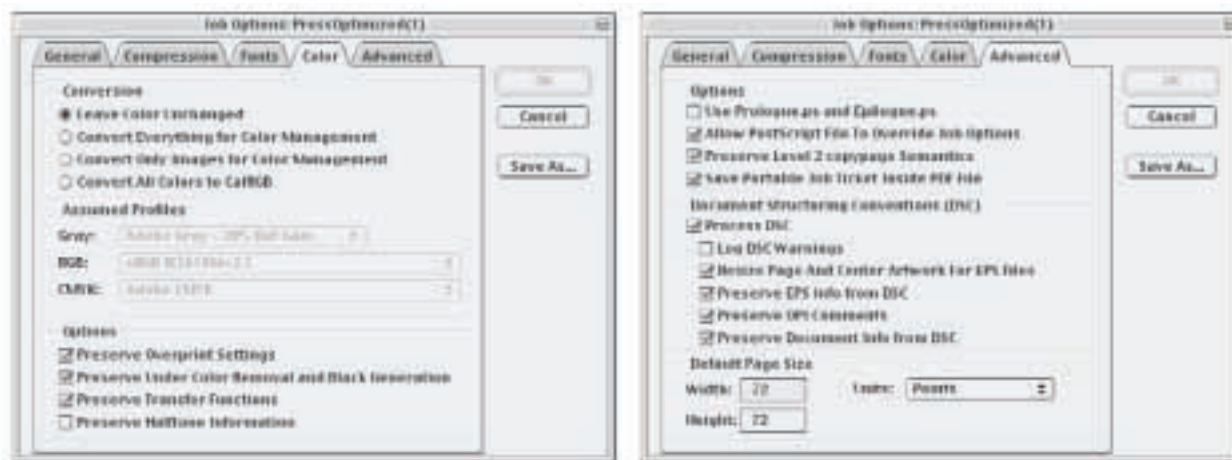 Job Options: PressOptimized(1)
General Compression Fonts Color Advanced
Conversion
Leave Color Unchanged
Convert Everything for Color Management
Convert Only Images for Color Management
Convert All Colors to CalRGB
Assumed Profiles
Gray:
RGB:
CMYK:
Options
Preserve Overprint Settings
Preserve Under Color Removal and Black Generation
Preserve Transfer Functions
Preserve Halftone Information
OK
Cancel
Save As...
Job Options: PressOptimized(1)
General Compression Fonts Color Advanced
Options
Use Prologue.ps and Epilogue.ps
Allow PostScript File To Override Job Options
Preserve Level 2 copypage Semantics
Save Portable Job Ticket Inside PDF File
Document Structuring Conventions (DSC)
Process DSC
Log DSC Warnings
Resize Page And Center Artwork For EPS Files
Preserve EPS Info from DSC
Preserve OPI Comments
Preserve Document Info from DSC
Default Page Size
Width: 72 Units: Points
Height: 72
OK
Cancel
Save As...